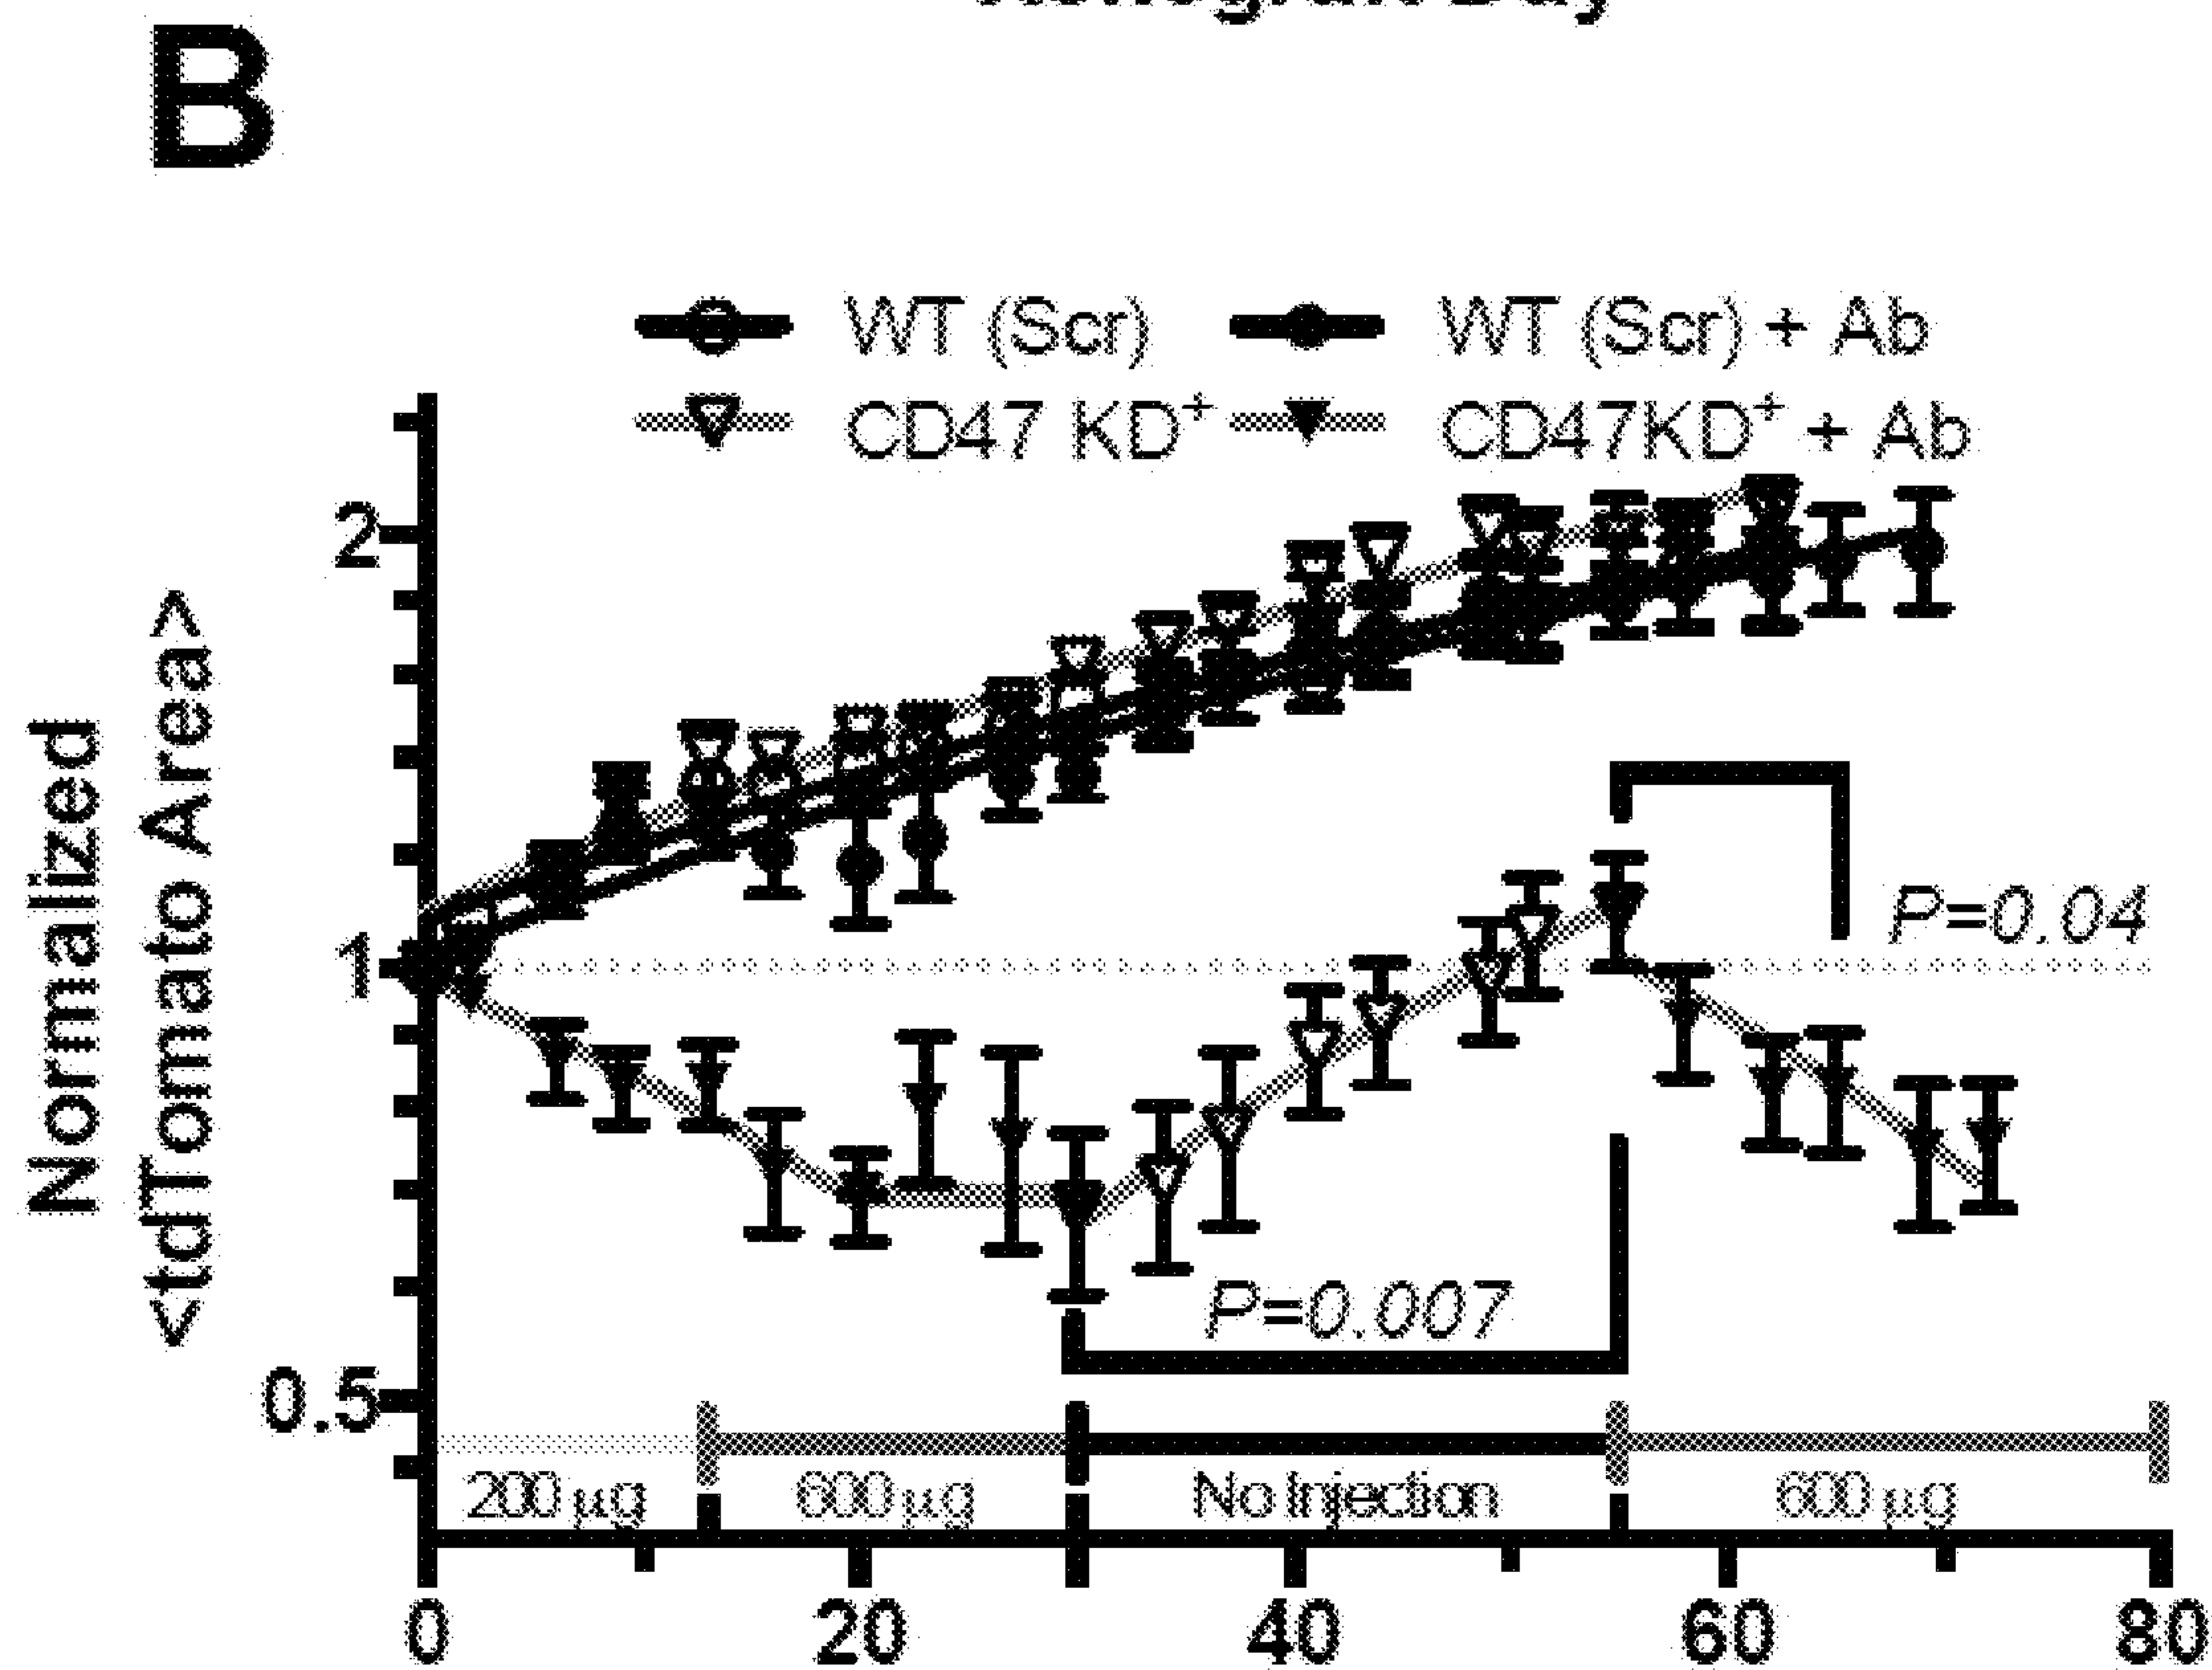 B
WT (Scr)
WT (Scr) + Ab
CD47 KD+
CD47KD+ + Ab
Normalized
<tdTomato Area>
2
1
0.5
P=0.04
P=0.007
200 µg
600 µg
No Injection
600 µg
0
20
40
60
80